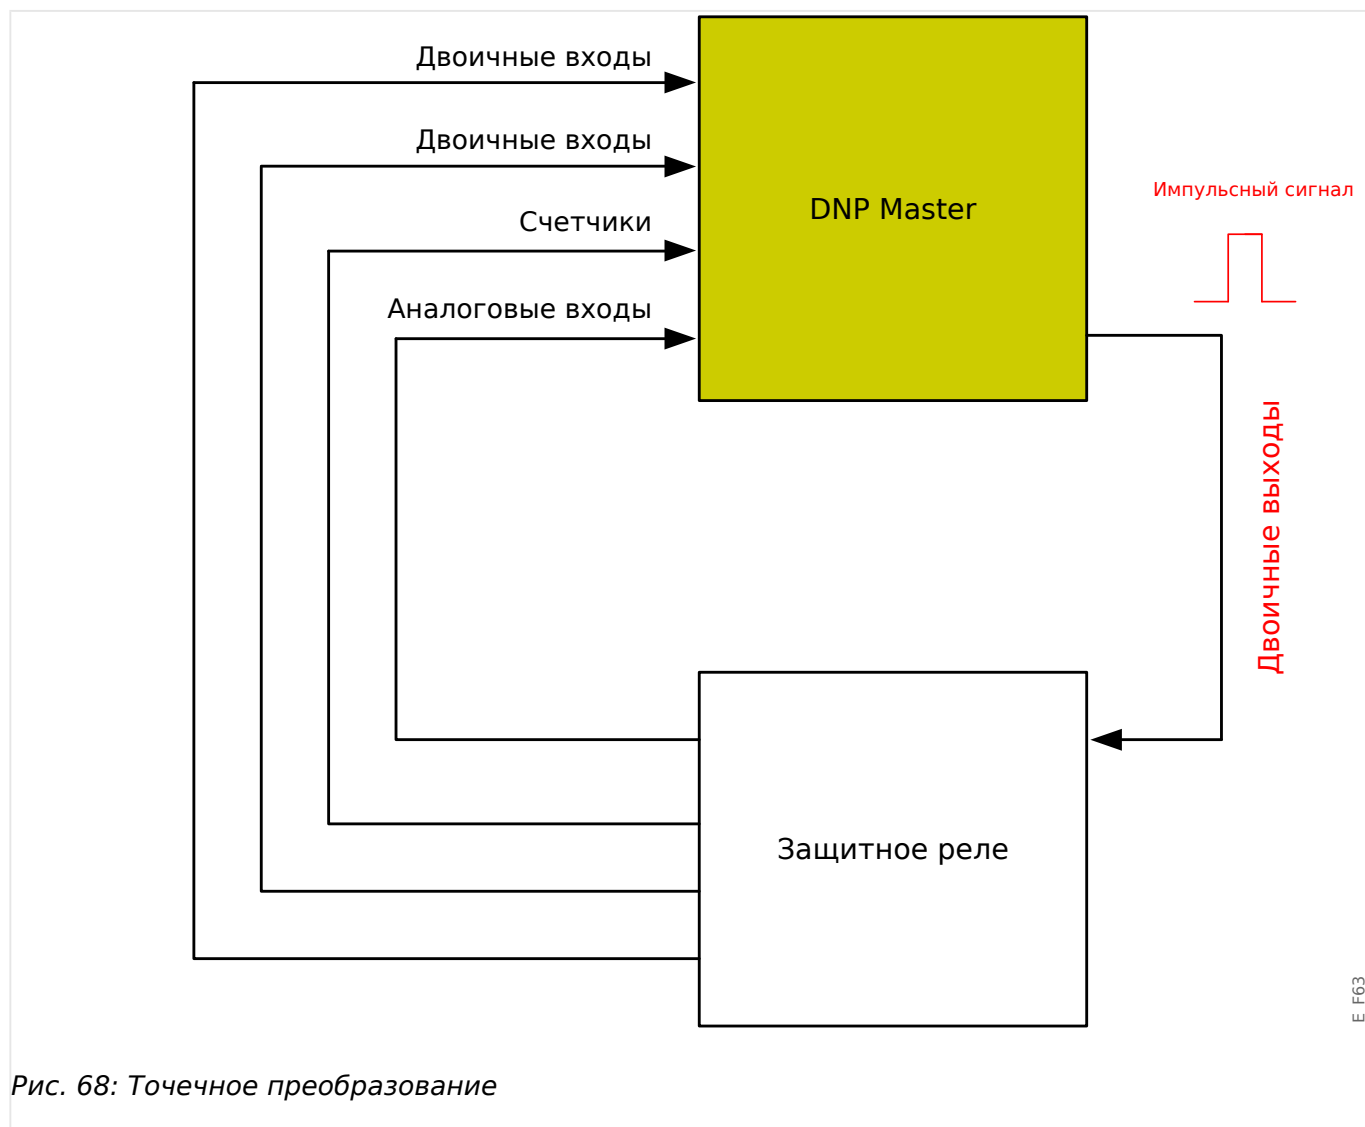 Двоичные входы
Двоичные входы
Счетчики
Аналоговые входы
DNP Master
Импульсный сигнал
Двоичные выходы
Защитное реле
E_F63
Рис. 68: Точечное преобразование